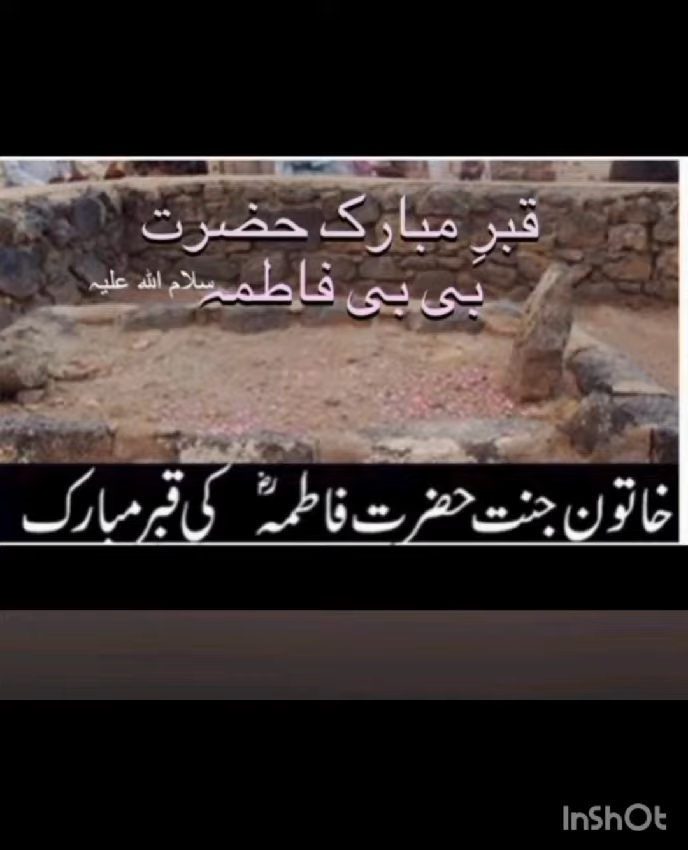 قبرِ مبارک حضرت
بی بی فاطمہ سلام اللہ علیہ
خاتون جنت حضرت فاطمہؓ کی قبر مبارک
InShOt